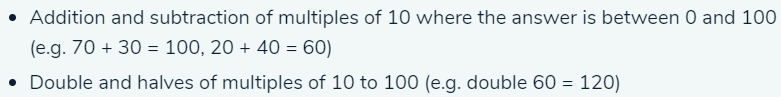 • Addition and subtraction of multiples of 10 where the answer is between 0 and 100
(e.g. 70 + 30 = 100, 20 + 40 = 60)
• Double and halves of multiples of 10 to 100 (e.g. double 60 = 120)